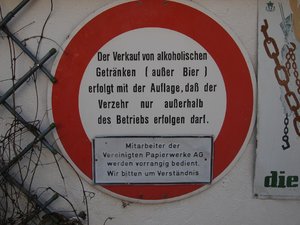 Der Verkauf von alkoholischen
Getränken ( außer Bier )
erfolgt mit der Auflage, daß der
Verzehr nur außerhalb
des Betriebs erfolgen darf.
Mitarbeiter der
Vereinigten Papierwerke AG
werden vorrangig bedient.
Wir bitten um Verständnis
die